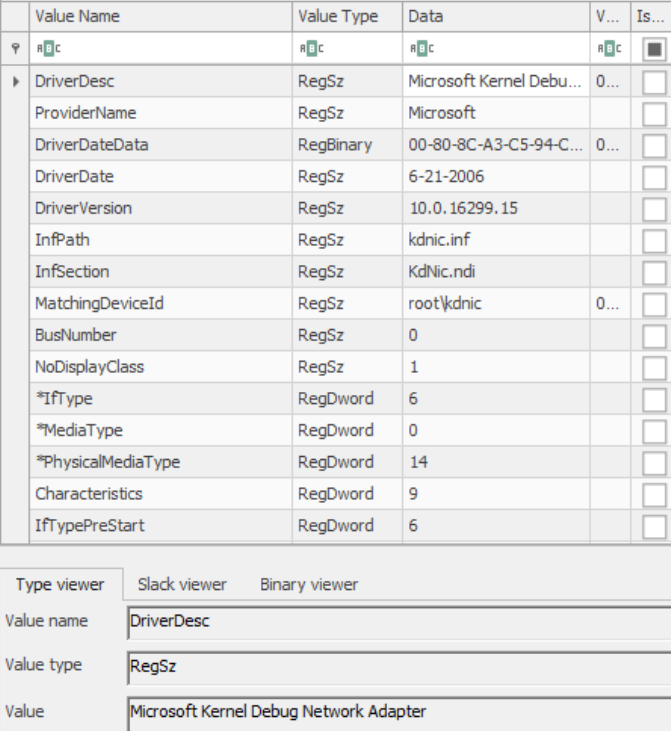 Value Name Value Type Data V... Is...
ABC ABC ABC ABC
DriverDesc RegSz Microsoft Kernel Debu... 0...
ProviderName RegSz Microsoft
DriverDateData RegBinary 00-80-8C-A3-C5-94-C... 0...
DriverDate RegSz 6-21-2006
DriverVersion RegSz 10.0.16299.15
InfPath RegSz kdnic.inf
InfSection RegSz KdNic.ndi
MatchingDeviceId RegSz root\kdnic 0...
BusNumber RegSz 0
NoDisplayClass RegSz 1
*IfType RegDword 6
*MediaType RegDword 0
*PhysicalMediaType RegDword 14
Characteristics RegDword 9
IfTypePreStart RegDword 6
Type viewer Slack viewer Binary viewer
Value name DriverDesc
Value type RegSz
Value Microsoft Kernel Debug Network Adapter